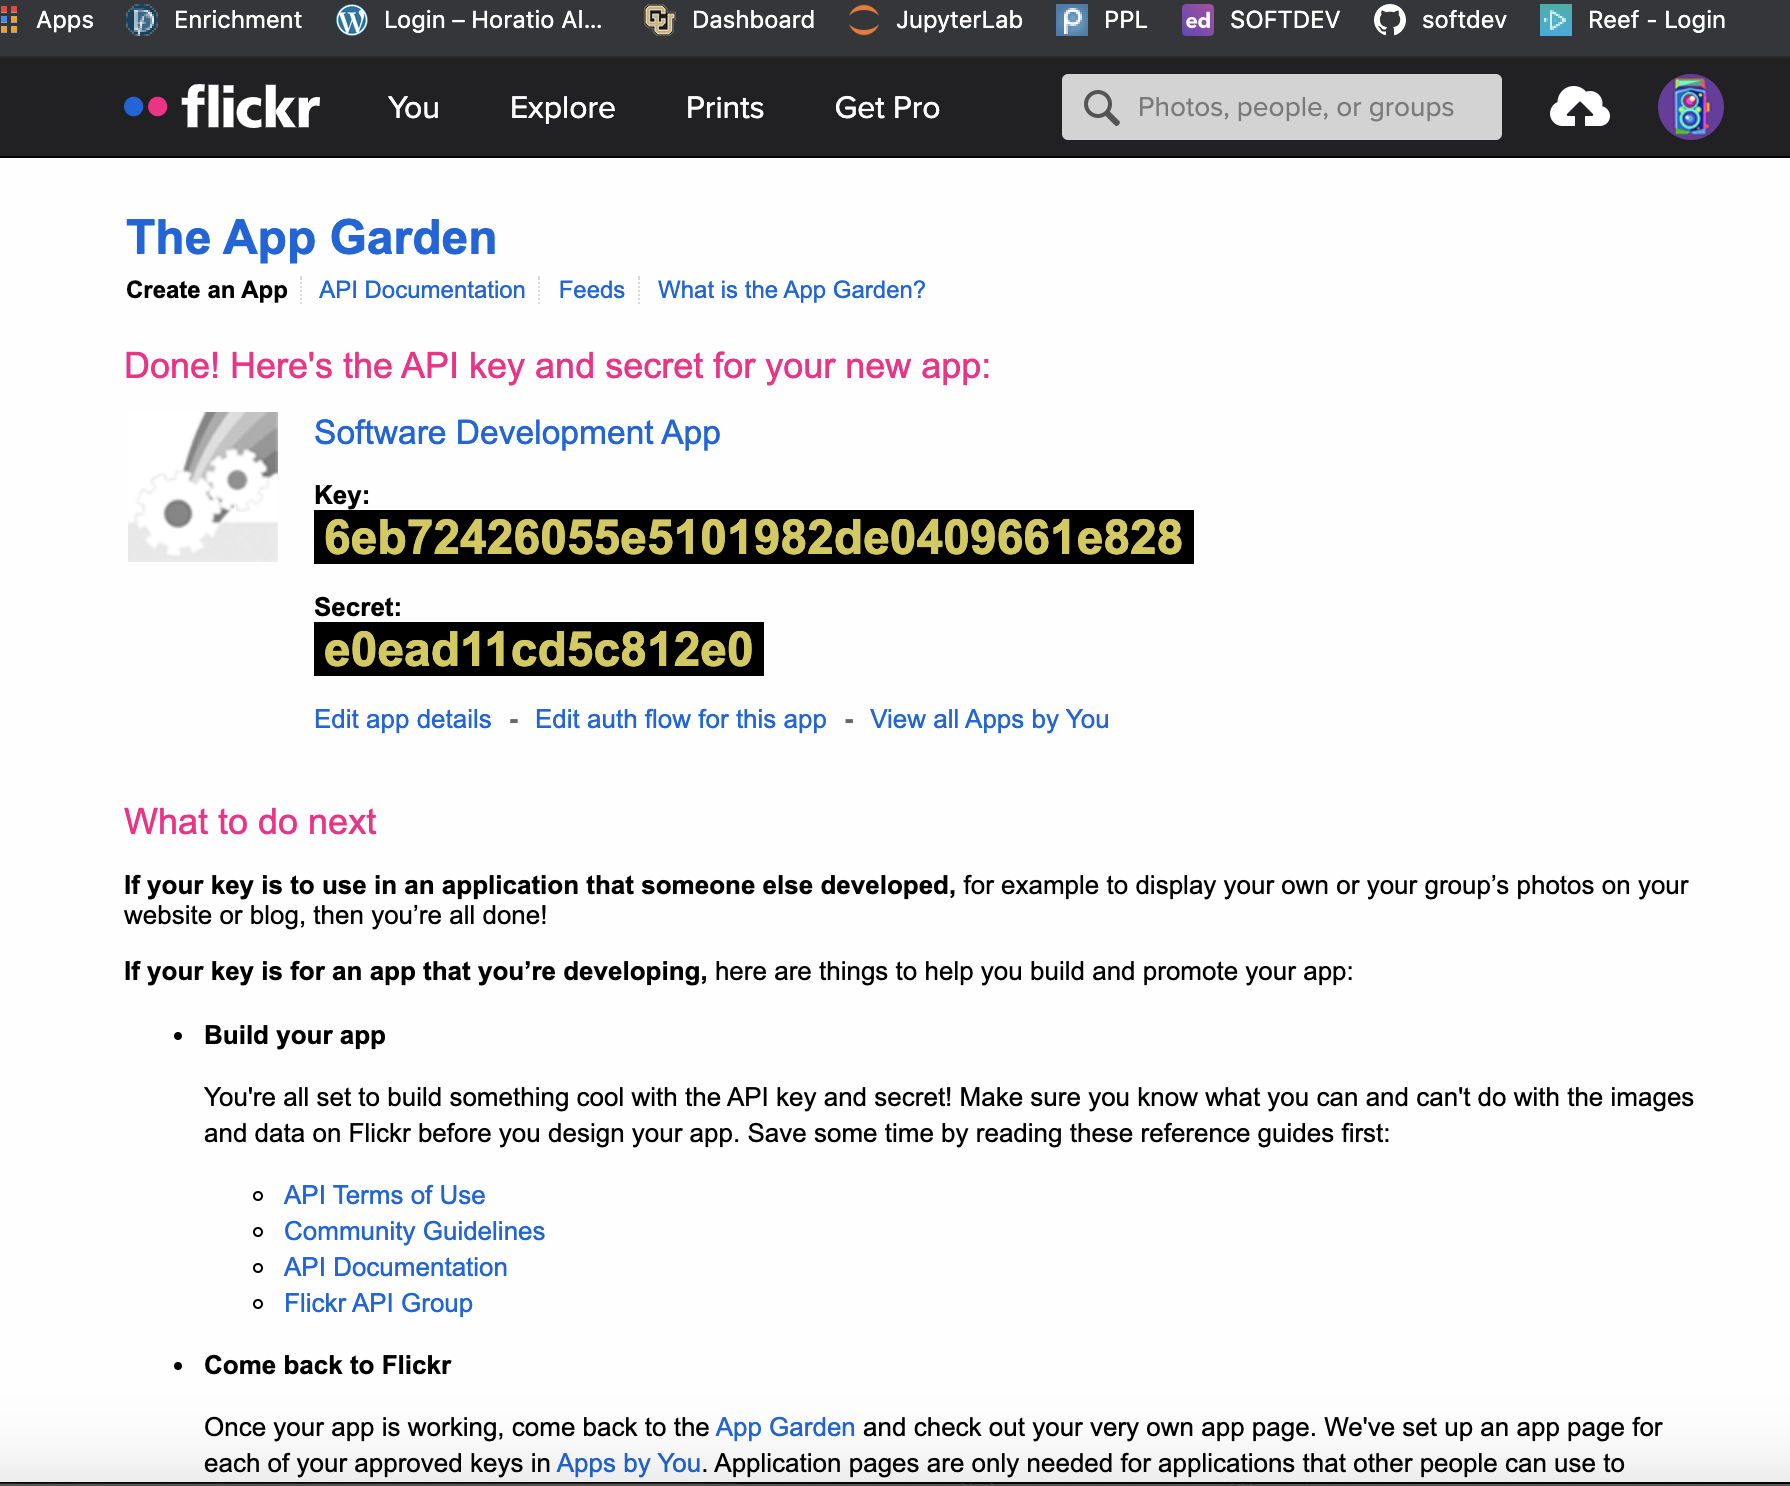 Apps Enrichment Login – Horatio Al... Dashboard JupyterLab PPL ed SOFTDEV softdev Reef - Login
flickr You Explore Prints Get Pro Photos, people, or groups
The App Garden
Create an App API Documentation Feeds What is the App Garden?
Done! Here's the API key and secret for your new app:
Software Development App
Key:
6eb72426055e5101982de0409661e828
Secret:
e0ead11cd5c812e0
Edit app details - Edit auth flow for this app - View all Apps by You
What to do next
If your key is to use in an application that someone else developed, for example to display your own or your group’s photos on your
website or blog, then you’re all done!
If your key is for an app that you’re developing, here are things to help you build and promote your app:
• Build your app
You're all set to build something cool with the API key and secret! Make sure you know what you can and can't do with the images
and data on Flickr before you design your app. Save some time by reading these reference guides first:
API Terms of Use
Community Guidelines
API Documentation
Flickr API Group
• Come back to Flickr
Once your app is working, come back to the App Garden and check out your very own app page. We've set up an app page for
each of your approved keys in Apps by You. Application pages are only needed for applications that other people can use to